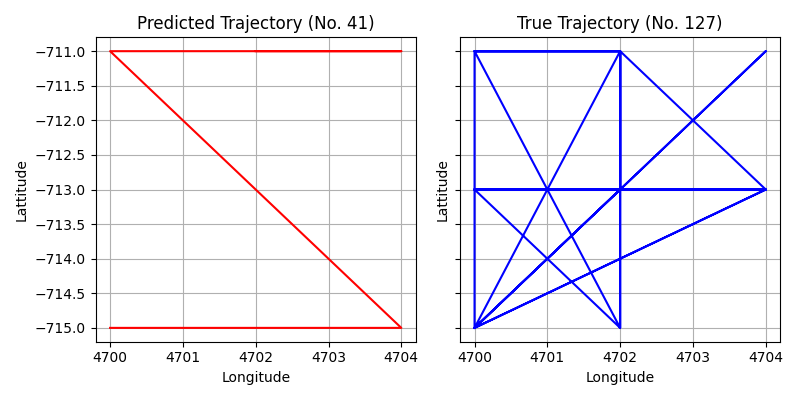 Predicted Trajectory (No. 41)
True Trajectory (No. 127)
−711.0
−711.5
−712.0
−712.5
−713.0
−713.5
−714.0
−714.5
−715.0
Lattitude
Lattitude
4700 4701 4702 4703 4704
4700 4701 4702 4703 4704
Longitude
Longitude